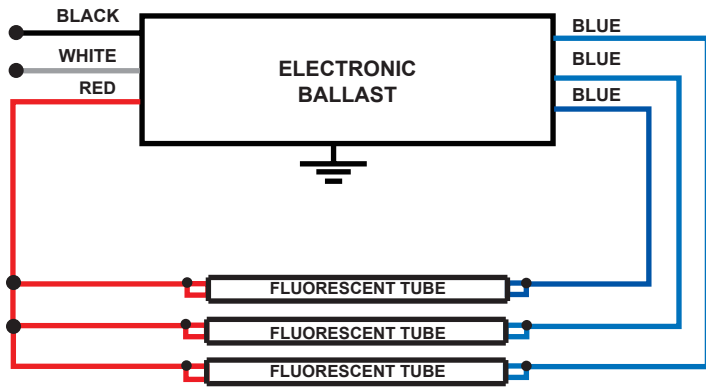 BLACK
WHITE
RED
ELECTRONIC
BALLAST
BLUE
BLUE
BLUE
FLUORESCENT TUBE
FLUORESCENT TUBE
FLUORESCENT TUBE